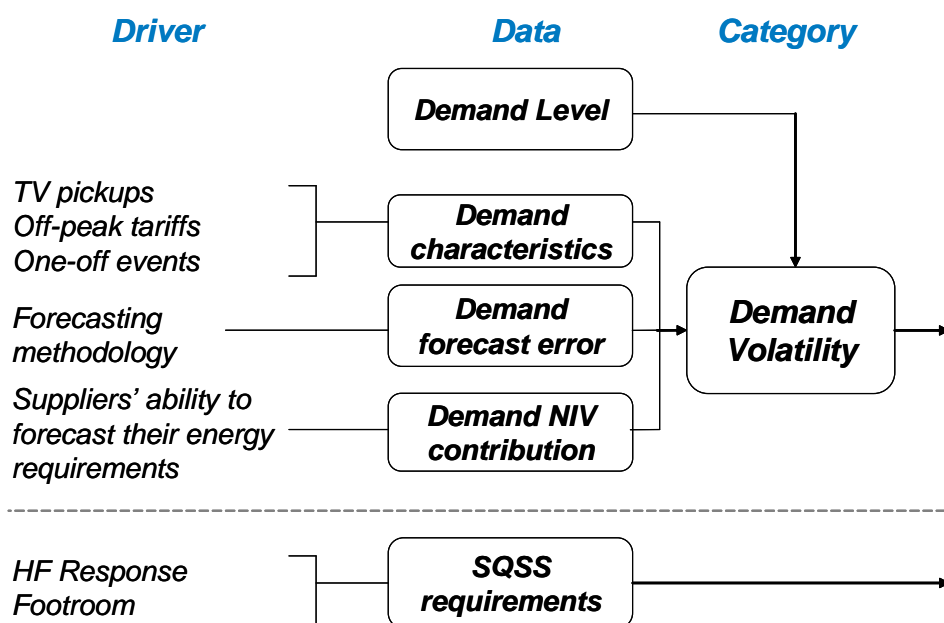 Driver
Data
Category
Demand Level
TV pickups
Off-peak tariffs
One-off events
Demand
characteristics
Forecasting
methodology
Demand
forecast error
Demand
Volatility
Suppliers' ability to
forecast their energy
requirements
Demand NIV
contribution
HF Response
Footroom
SQSS
requirements